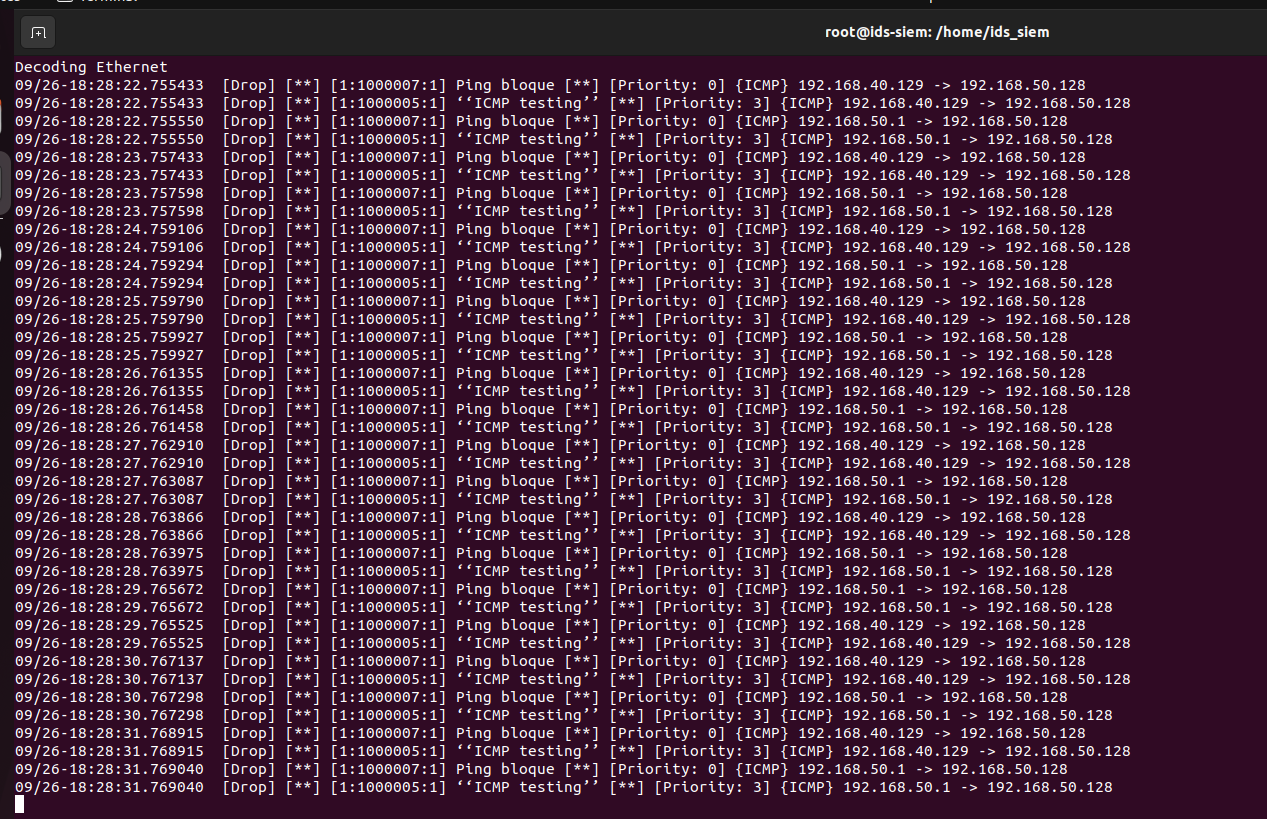 root@ids-siem: /home/ids_siem
Decoding Ethernet
09/26-18:28:22.755433  [Drop] [**] [1:1000007:1] Ping bloque [**] [Priority: 0] {ICMP} 192.168.40.129 -> 192.168.50.128
09/26-18:28:22.755433  [Drop] [**] [1:1000005:1] ‘‘ICMP testing’’ [**] [Priority: 3] {ICMP} 192.168.40.129 -> 192.168.50.128
09/26-18:28:22.755550  [Drop] [**] [1:1000007:1] Ping bloque [**] [Priority: 0] {ICMP} 192.168.50.1 -> 192.168.50.128
09/26-18:28:22.755550  [Drop] [**] [1:1000005:1] ‘‘ICMP testing’’ [**] [Priority: 3] {ICMP} 192.168.50.1 -> 192.168.50.128
09/26-18:28:23.757433  [Drop] [**] [1:1000007:1] Ping bloque [**] [Priority: 0] {ICMP} 192.168.40.129 -> 192.168.50.128
09/26-18:28:23.757433  [Drop] [**] [1:1000005:1] ‘‘ICMP testing’’ [**] [Priority: 3] {ICMP} 192.168.40.129 -> 192.168.50.128
09/26-18:28:23.757598  [Drop] [**] [1:1000007:1] Ping bloque [**] [Priority: 0] {ICMP} 192.168.50.1 -> 192.168.50.128
09/26-18:28:23.757598  [Drop] [**] [1:1000005:1] ‘‘ICMP testing’’ [**] [Priority: 3] {ICMP} 192.168.50.1 -> 192.168.50.128
09/26-18:28:24.759106  [Drop] [**] [1:1000007:1] Ping bloque [**] [Priority: 0] {ICMP} 192.168.40.129 -> 192.168.50.128
09/26-18:28:24.759106  [Drop] [**] [1:1000005:1] ‘‘ICMP testing’’ [**] [Priority: 3] {ICMP} 192.168.40.129 -> 192.168.50.128
09/26-18:28:24.759294  [Drop] [**] [1:1000007:1] Ping bloque [**] [Priority: 0] {ICMP} 192.168.50.1 -> 192.168.50.128
09/26-18:28:24.759294  [Drop] [**] [1:1000005:1] ‘‘ICMP testing’’ [**] [Priority: 3] {ICMP} 192.168.50.1 -> 192.168.50.128
09/26-18:28:25.759790  [Drop] [**] [1:1000007:1] Ping bloque [**] [Priority: 0] {ICMP} 192.168.40.129 -> 192.168.50.128
09/26-18:28:25.759790  [Drop] [**] [1:1000005:1] ‘‘ICMP testing’’ [**] [Priority: 3] {ICMP} 192.168.40.129 -> 192.168.50.128
09/26-18:28:25.759927  [Drop] [**] [1:1000007:1] Ping bloque [**] [Priority: 0] {ICMP} 192.168.50.1 -> 192.168.50.128
09/26-18:28:25.759927  [Drop] [**] [1:1000005:1] ‘‘ICMP testing’’ [**] [Priority: 3] {ICMP} 192.168.50.1 -> 192.168.50.128
09/26-18:28:26.761355  [Drop] [**] [1:1000007:1] Ping bloque [**] [Priority: 0] {ICMP} 192.168.40.129 -> 192.168.50.128
09/26-18:28:26.761355  [Drop] [**] [1:1000005:1] ‘‘ICMP testing’’ [**] [Priority: 3] {ICMP} 192.168.40.129 -> 192.168.50.128
09/26-18:28:26.761458  [Drop] [**] [1:1000007:1] Ping bloque [**] [Priority: 0] {ICMP} 192.168.50.1 -> 192.168.50.128
09/26-18:28:26.761458  [Drop] [**] [1:1000005:1] ‘‘ICMP testing’’ [**] [Priority: 3] {ICMP} 192.168.50.1 -> 192.168.50.128
09/26-18:28:27.762910  [Drop] [**] [1:1000007:1] Ping bloque [**] [Priority: 0] {ICMP} 192.168.40.129 -> 192.168.50.128
09/26-18:28:27.762910  [Drop] [**] [1:1000005:1] ‘‘ICMP testing’’ [**] [Priority: 3] {ICMP} 192.168.40.129 -> 192.168.50.128
09/26-18:28:27.763087  [Drop] [**] [1:1000007:1] Ping bloque [**] [Priority: 0] {ICMP} 192.168.50.1 -> 192.168.50.128
09/26-18:28:27.763087  [Drop] [**] [1:1000005:1] ‘‘ICMP testing’’ [**] [Priority: 3] {ICMP} 192.168.50.1 -> 192.168.50.128
09/26-18:28:28.763866  [Drop] [**] [1:1000007:1] Ping bloque [**] [Priority: 0] {ICMP} 192.168.40.129 -> 192.168.50.128
09/26-18:28:28.763866  [Drop] [**] [1:1000005:1] ‘‘ICMP testing’’ [**] [Priority: 3] {ICMP} 192.168.40.129 -> 192.168.50.128
09/26-18:28:28.763975  [Drop] [**] [1:1000007:1] Ping bloque [**] [Priority: 0] {ICMP} 192.168.50.1 -> 192.168.50.128
09/26-18:28:28.763975  [Drop] [**] [1:1000005:1] ‘‘ICMP testing’’ [**] [Priority: 3] {ICMP} 192.168.50.1 -> 192.168.50.128
09/26-18:28:29.765672  [Drop] [**] [1:1000007:1] Ping bloque [**] [Priority: 0] {ICMP} 192.168.50.1 -> 192.168.50.128
09/26-18:28:29.765672  [Drop] [**] [1:1000005:1] ‘‘ICMP testing’’ [**] [Priority: 3] {ICMP} 192.168.50.1 -> 192.168.50.128
09/26-18:28:29.765525  [Drop] [**] [1:1000007:1] Ping bloque [**] [Priority: 0] {ICMP} 192.168.40.129 -> 192.168.50.128
09/26-18:28:29.765525  [Drop] [**] [1:1000005:1] ‘‘ICMP testing’’ [**] [Priority: 3] {ICMP} 192.168.40.129 -> 192.168.50.128
09/26-18:28:30.767137  [Drop] [**] [1:1000007:1] Ping bloque [**] [Priority: 0] {ICMP} 192.168.40.129 -> 192.168.50.128
09/26-18:28:30.767137  [Drop] [**] [1:1000005:1] ‘‘ICMP testing’’ [**] [Priority: 3] {ICMP} 192.168.40.129 -> 192.168.50.128
09/26-18:28:30.767298  [Drop] [**] [1:1000007:1] Ping bloque [**] [Priority: 0] {ICMP} 192.168.50.1 -> 192.168.50.128
09/26-18:28:30.767298  [Drop] [**] [1:1000005:1] ‘‘ICMP testing’’ [**] [Priority: 3] {ICMP} 192.168.50.1 -> 192.168.50.128
09/26-18:28:31.768915  [Drop] [**] [1:1000007:1] Ping bloque [**] [Priority: 0] {ICMP} 192.168.40.129 -> 192.168.50.128
09/26-18:28:31.768915  [Drop] [**] [1:1000005:1] ‘‘ICMP testing’’ [**] [Priority: 3] {ICMP} 192.168.40.129 -> 192.168.50.128
09/26-18:28:31.769040  [Drop] [**] [1:1000007:1] Ping bloque [**] [Priority: 0] {ICMP} 192.168.50.1 -> 192.168.50.128
09/26-18:28:31.769040  [Drop] [**] [1:1000005:1] ‘‘ICMP testing’’ [**] [Priority: 3] {ICMP} 192.168.50.1 -> 192.168.50.128